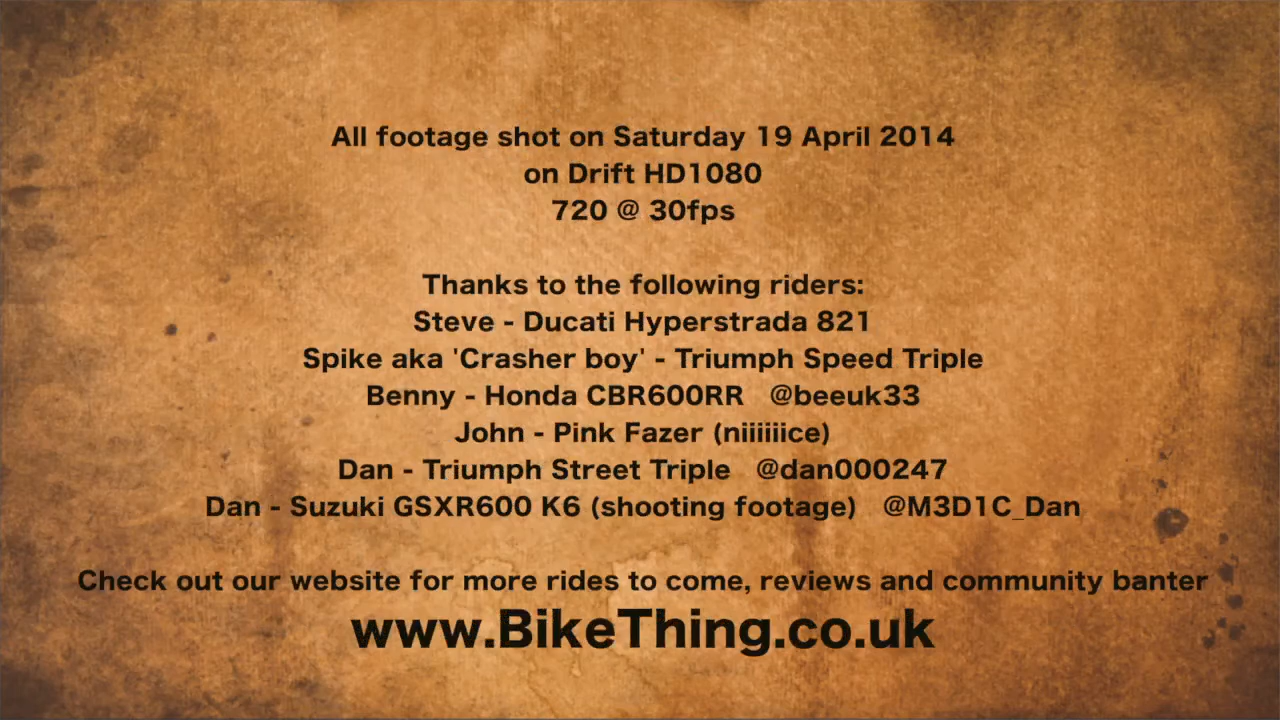 All footage shot on Saturday 19 April 2014
on Drift HD1080
720 @ 30fps
Thanks to the following riders:
Steve - Ducati Hyperstrada 821
Spike aka 'Crasher boy' - Triumph Speed Triple
Benny - Honda CBR600RR @beeuk33
John - Pink Fazer (niiiiiice)
Dan - Triumph Street Triple @dan000247
Dan - Suzuki GSXR600 K6 (shooting footage) @M3D1C_Dan
Check out our website for more rides to come, reviews and community banter
www.BikeThing.co.uk